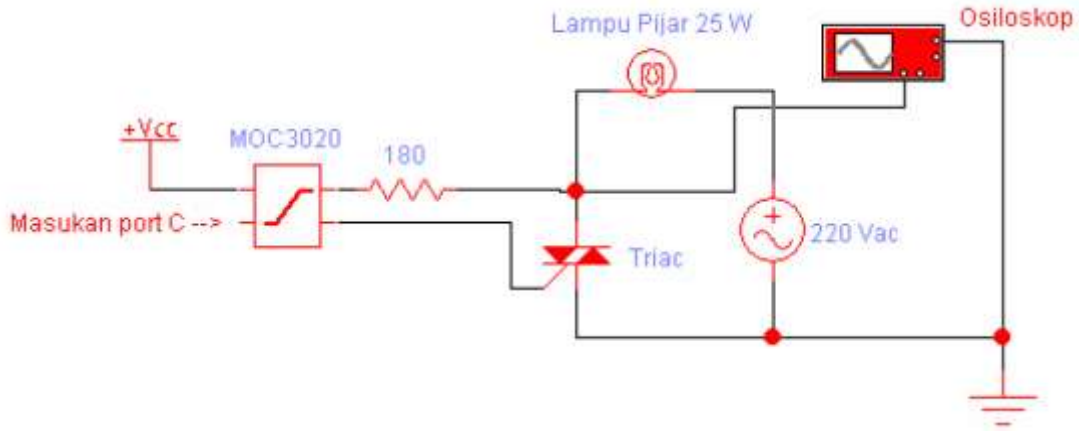 Osiloskop
Lampu Pijar 25 W
+Vcc
MOC3020
180
Masukan port C -->
Triac
220 Vac